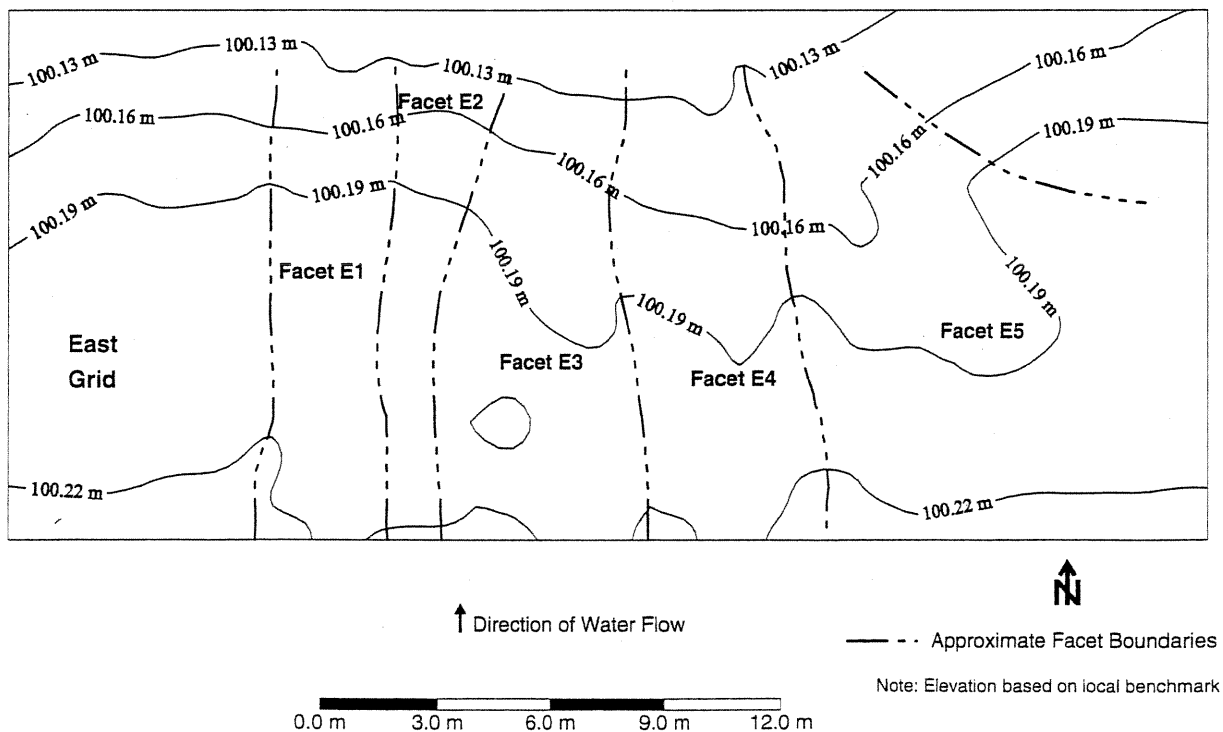 100.13 m
100.13 m
100.13 m
100.13 m
100.16 m
100.16 m
100.16 m
100.16 m
100.16 m
100.16 m
Facet E2
100.19 m
100.19 m
100.19 m
100.19 m
100.19 m
100.19 m
Facet E1
East
Grid
Facet E3
Facet E4
Facet E5
100.22 m
100.22 m
N
Direction of Water Flow
Approximate Facet Boundaries
Note: Elevation based on local benchmark
0.0 m 3.0 m 6.0 m 9.0 m 12.0 m